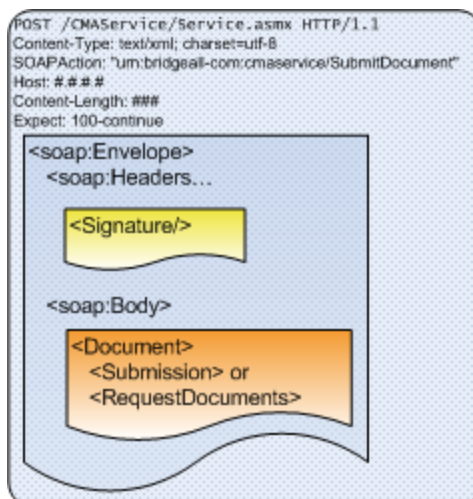 POST /CMAService/Service.asmx HTTP/1.1
Content-Type: text/xml; charset=utf-8
SOAPAction: "urn:bridgeall-com:cmaservice/SubmitDocument"
Host: #.#.#.#
Content-Length: ###
Expect: 100-continue
<soap:Envelope>
<soap:Headers...
<Signature/>
<soap:Body>
<Document>
<Submission> or
<RequestDocuments>